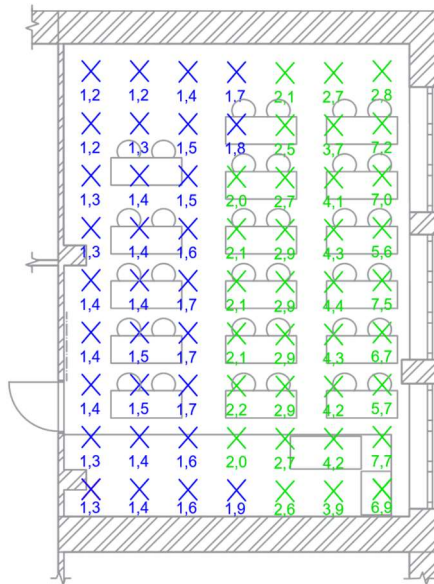 1,2 1,2 1,4 1,7 2,1 2,7 2,8
1,2 1,3 1,5 1,8 2,5 3,7 7,2
1,3 1,4 1,5 2,0 2,7 4,1 7,0
1,3 1,4 1,6 2,1 2,9 4,3 5,6
1,4 1,4 1,7 2,1 2,9 4,4 7,5
1,4 1,5 1,7 2,1 2,9 4,3 6,7
1,4 1,5 1,7 2,2 2,9 4,2 5,7
1,3 1,4 1,6 2,0 2,7 4,2 7,7
1,3 1,4 1,6 1,9 2,6 3,9 6,9